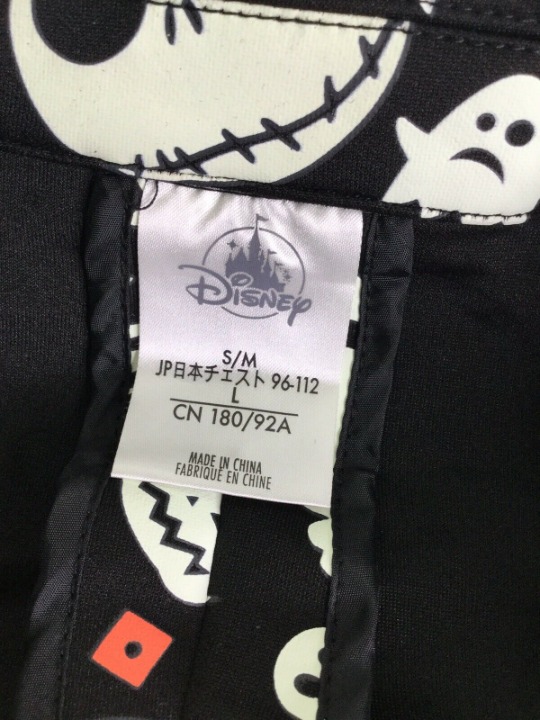 Disney
S/M
JP日本チェスト 96-112
L
CN 180/92A
MADE IN CHINA
FABRIQUÉ EN CHINE